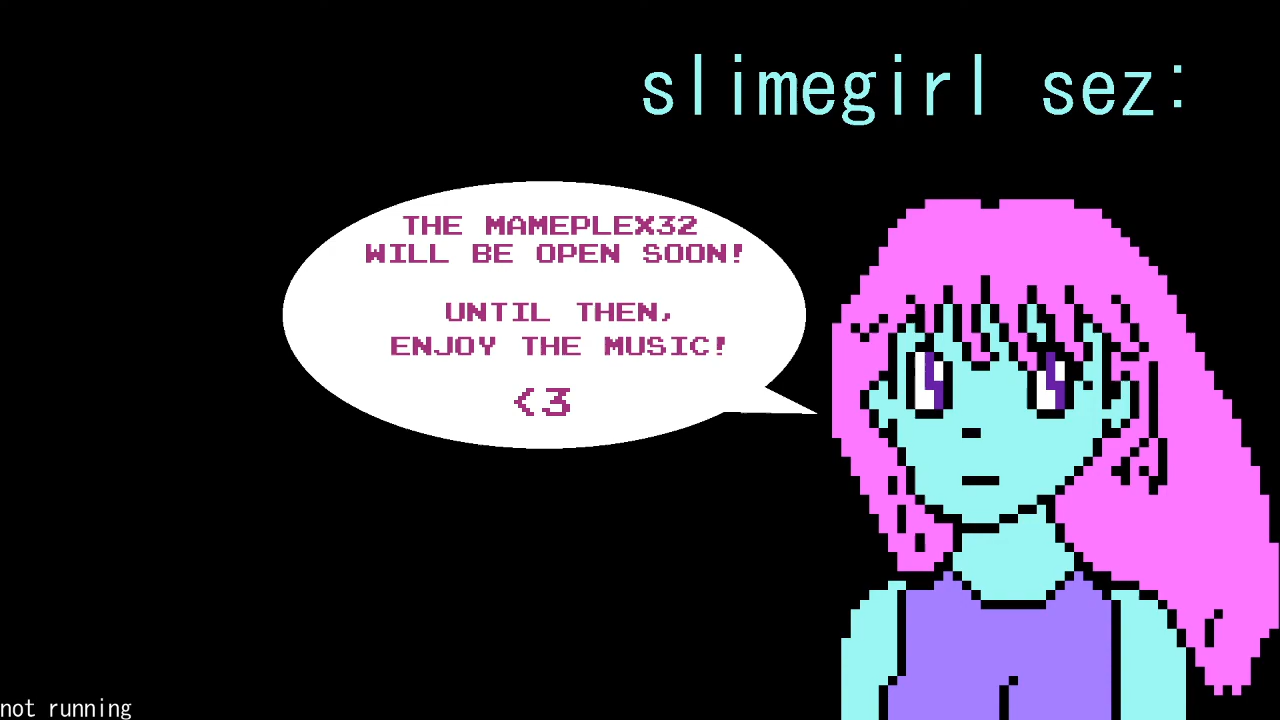 slimegirl sez:
THE MAMEPLEX32
WILL BE OPEN SOON!
UNTIL THEN,
ENJOY THE MUSIC!
<3
not running